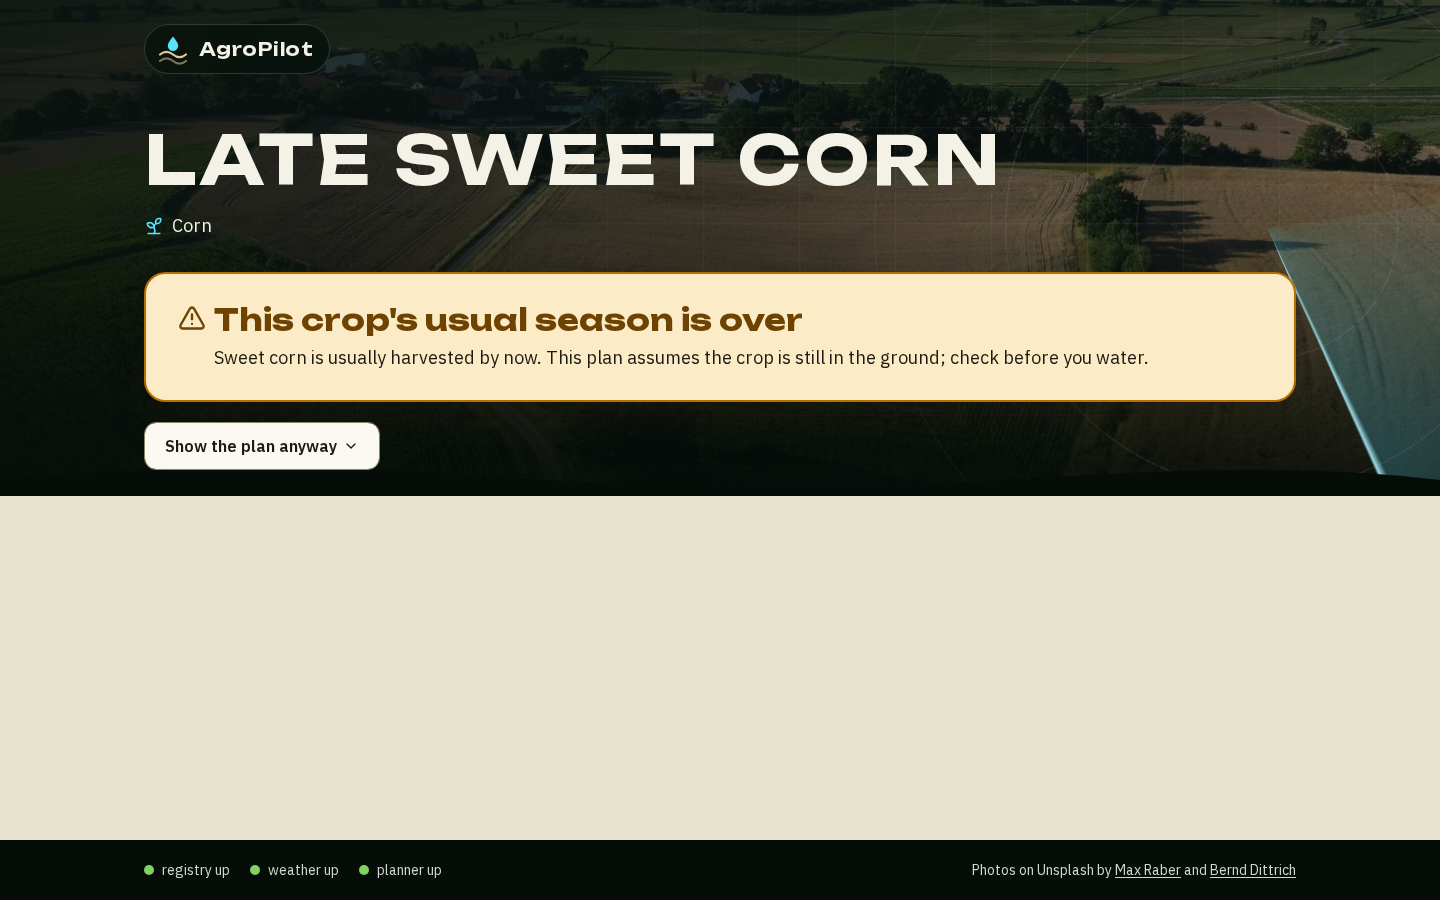 AgroPilot
LATE SWEET CORN
Corn
This crop's usual season is over
Sweet corn is usually harvested by now. This plan assumes the crop is still in the ground; check before you water.
Show the plan anyway
registry up
weather up
planner up
Photos on Unsplash by Max Raber and Bernd Dittrich